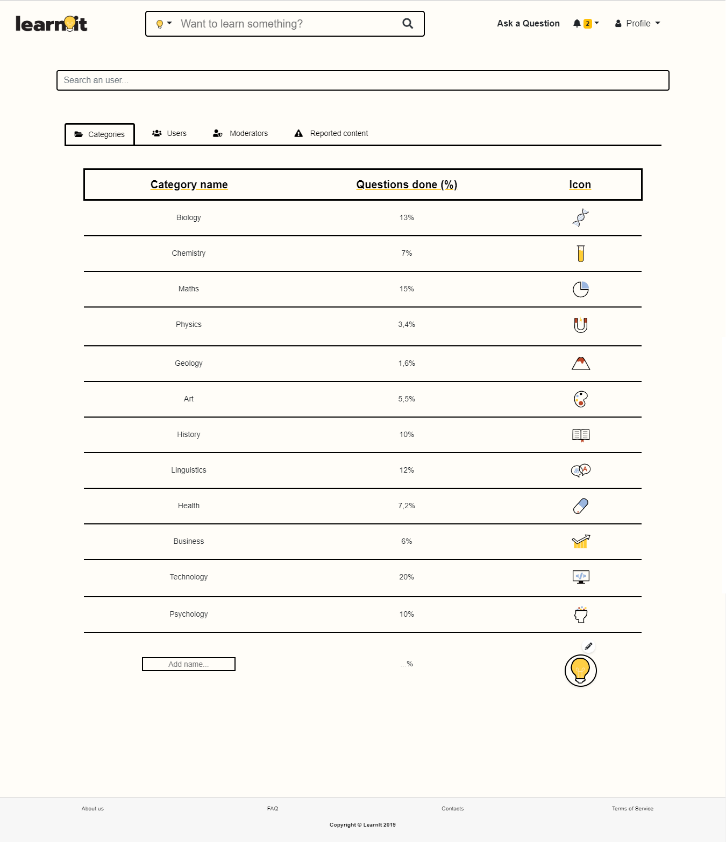 learnit
Want to learn something?
Ask a Question
2
Profile
Search an user...
Categories
Users
Moderators
Reported content
Category name Questions done (%) Icon
Biology 13%
Chemistry 7%
Maths 15%
Physics 3,4%
Geology 1,6%
Art 5,5%
History 10%
Linguistics 12%
Health 7,2%
Business 6%
Technology 20%
Psychology 10%
Add name... ...%
About us FAQ Contacts Terms of Service
Copyright © LearnIt 2019